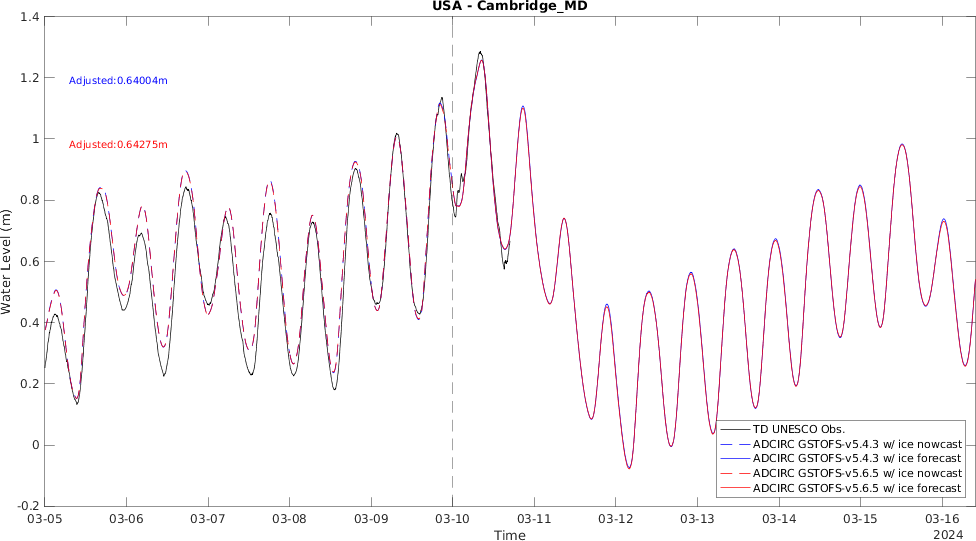 USA - Cambridge_MD
1.4
1.2
1
0.8
0.6
0.4
0.2
0
-0.2
Water Level (m)
Adjusted:0.64004m
Adjusted:0.64275m
TD UNESCO Obs.
ADCIRC GSTOFS-v5.4.3 w/ ice nowcast
ADCIRC GSTOFS-v5.4.3 w/ ice forecast
ADCIRC GSTOFS-v5.6.5 w/ ice nowcast
ADCIRC GSTOFS-v5.6.5 w/ ice forecast
03-05 03-06 03-07 03-08 03-09 03-10 03-11 03-12 03-13 03-14 03-15 03-16
Time
2024